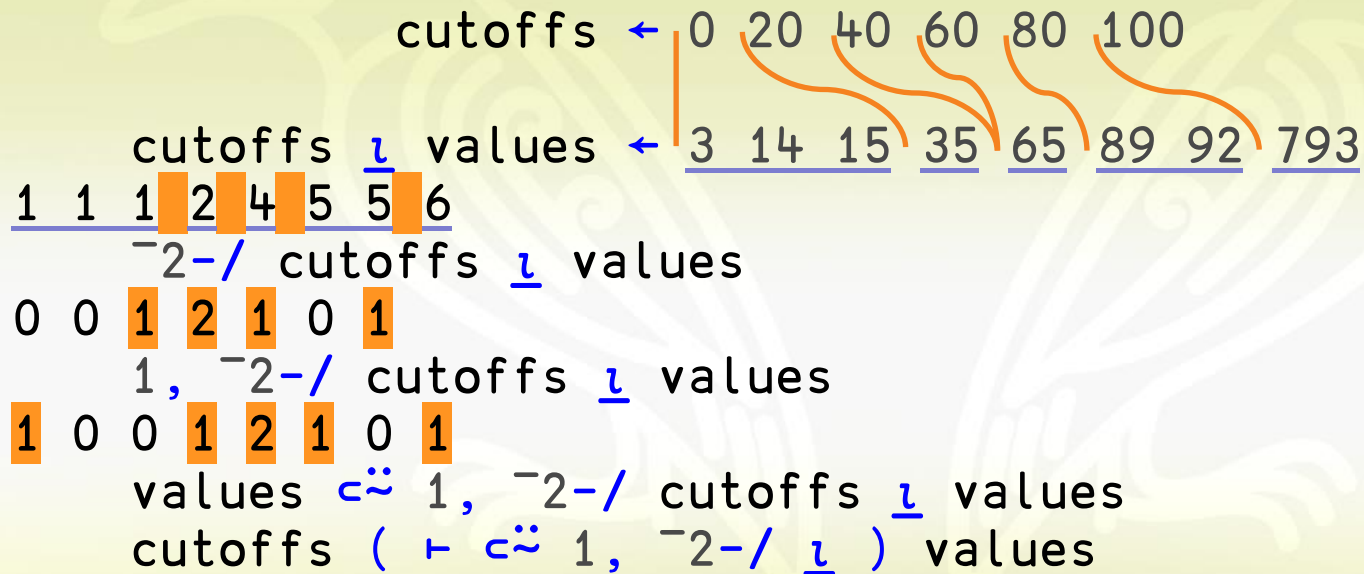 cutoffs ← 0 20 40 60 80 100
cutoffs ⍸ values ← 3 14 15 35 65 89 92 793
1 1 1 2 4 5 5 6
¯2-/ cutoffs ⍸ values
0 0 1 2 1 0 1
1, ¯2-/ cutoffs ⍸ values
1 0 0 1 2 1 0 1
values ⊂⍨ 1, ¯2-/ cutoffs ⍸ values
cutoffs ( ⊢ ⊂⍨ 1, ¯2-/ ⍸ ) values